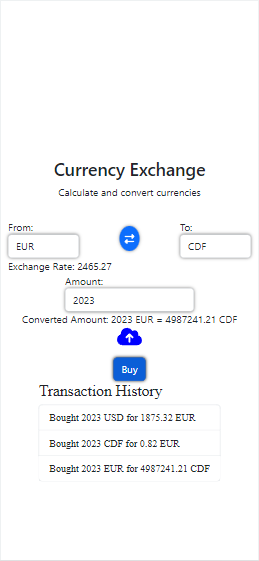 Currency Exchange
Calculate and convert currencies
From:
To:
EUR
CDF
Exchange Rate: 2465.27
Amount:
2023
Converted Amount: 2023 EUR = 4987241.21 CDF
Buy
Transaction History
Bought 2023 USD for 1875.32 EUR
Bought 2023 CDF for 0.82 EUR
Bought 2023 EUR for 4987241.21 CDF